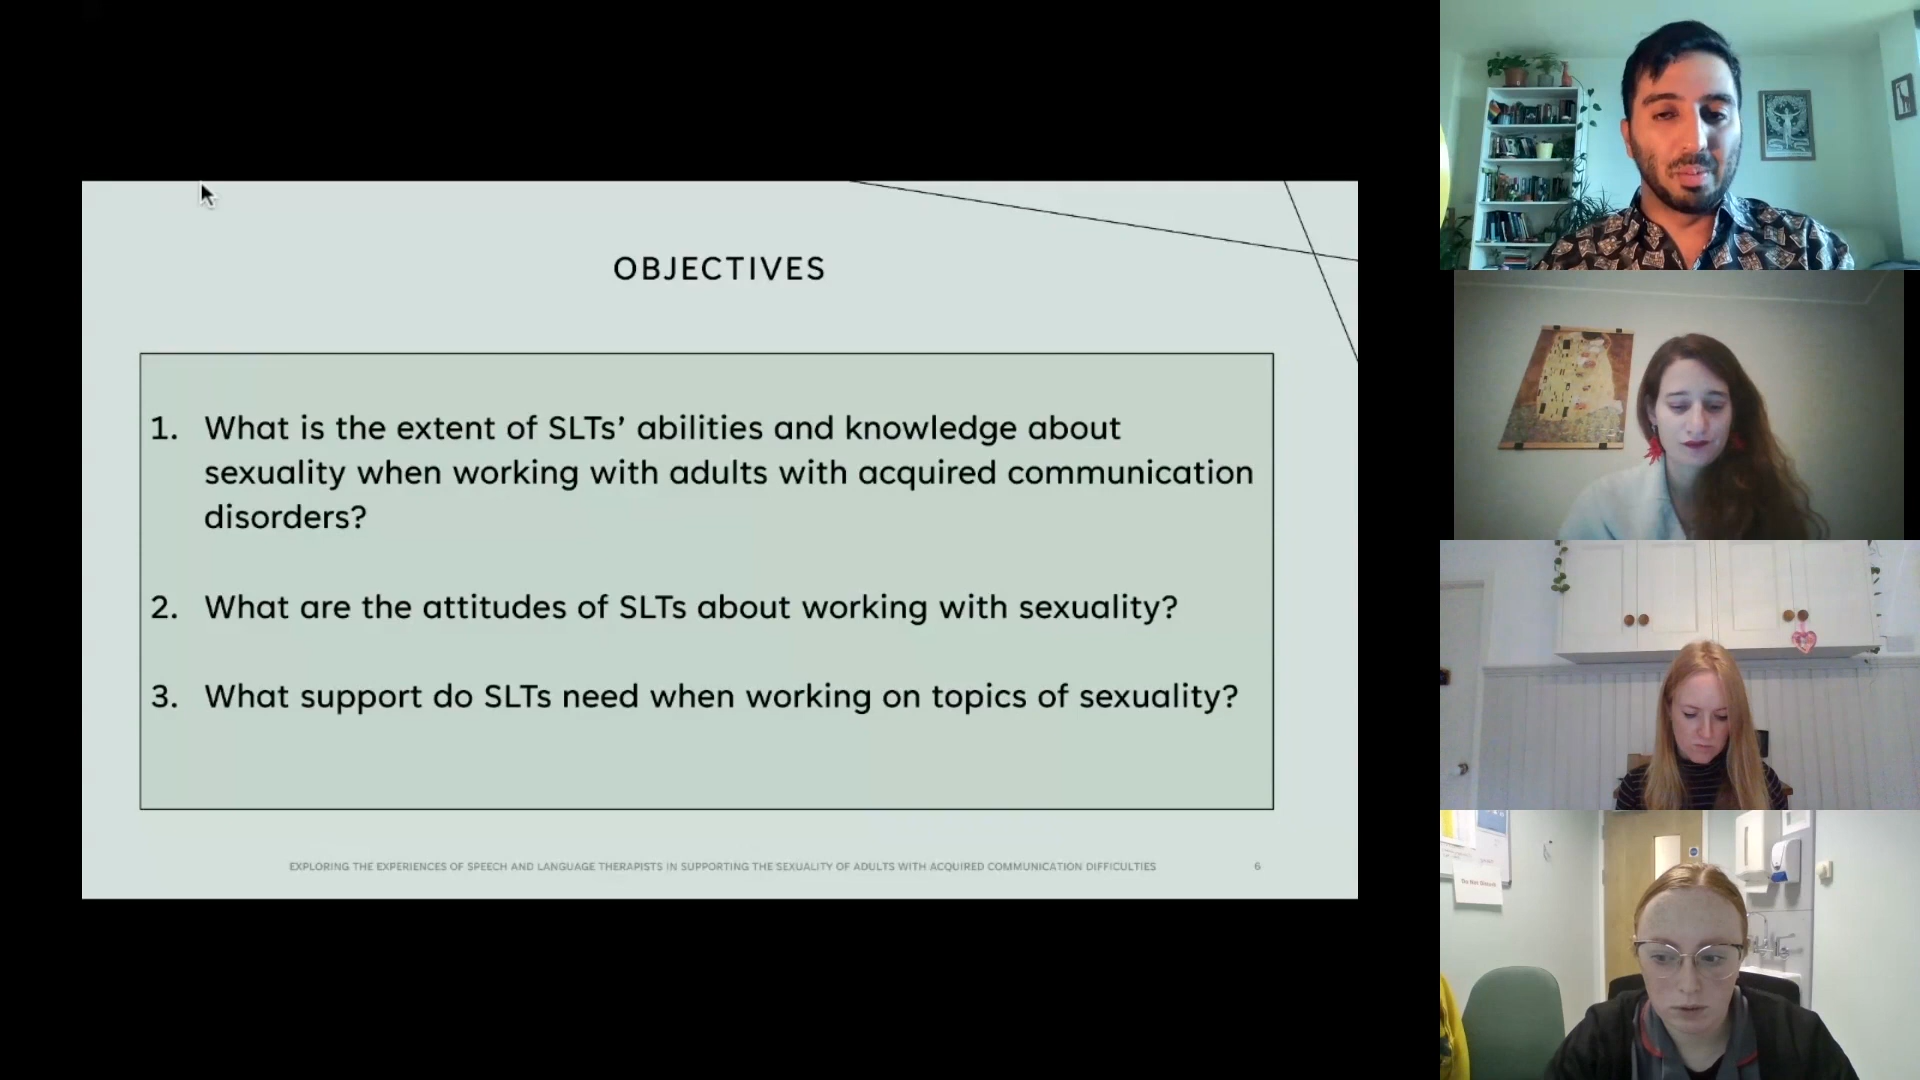 OBJECTIVES
1. What is the extent of SLTs’ abilities and knowledge about
sexuality when working with adults with acquired communication
disorders?
2. What are the attitudes of SLTs about working with sexuality?
3. What support do SLTs need when working on topics of sexuality?
EXPLORING THE EXPERIENCES OF SPEECH AND LANGUAGE THERAPISTS IN SUPPORTING THE SEXUALITY OF ADULTS WITH ACQUIRED COMMUNICATION DIFFICULTIES 6